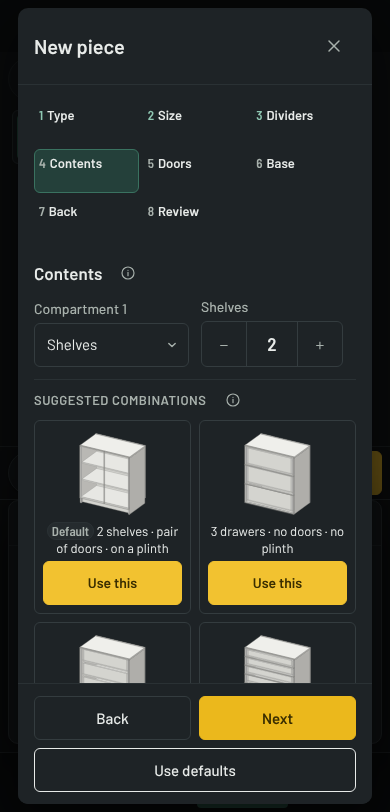 New piece
1 Type
2 Size
3 Dividers
4 Contents
5 Doors
6 Base
7 Back
8 Review
Contents
Compartment 1
Shelves
Shelves
− 2 +
SUGGESTED COMBINATIONS
Default 2 shelves · pair
of doors · on a plinth
Use this
3 drawers · no doors · no
plinth
Use this
Back
Next
Use defaults